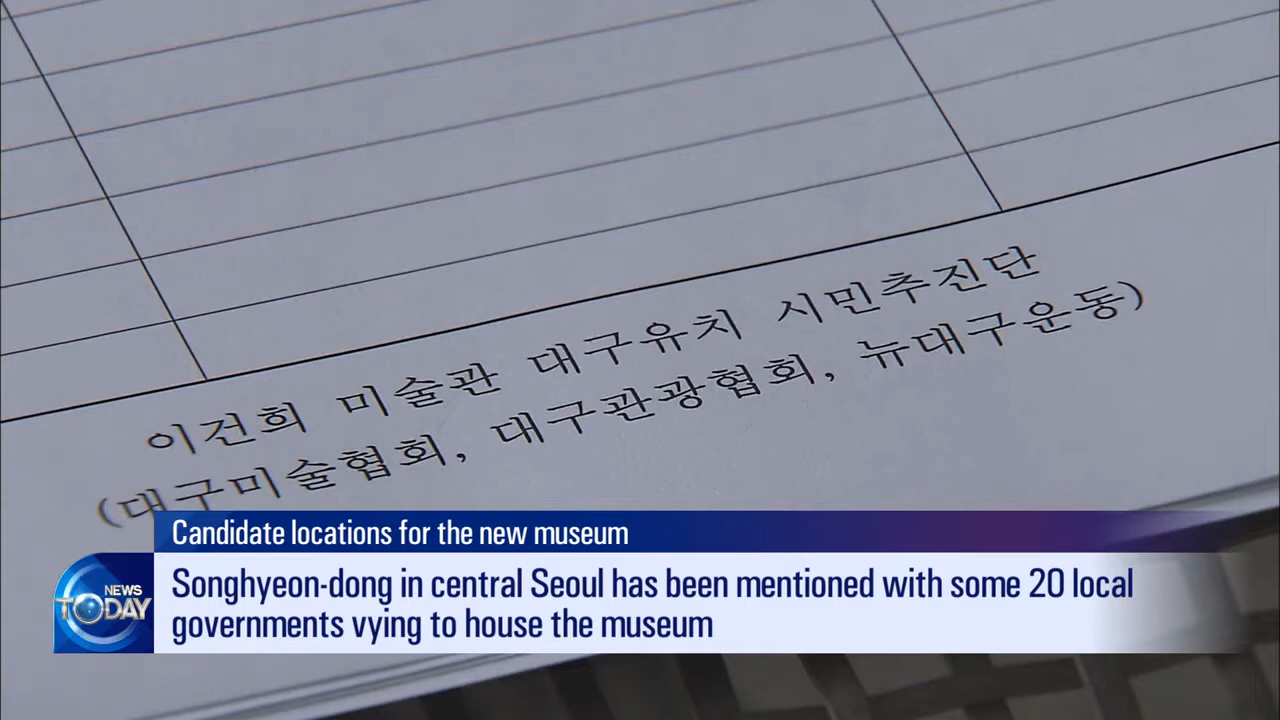 이건희 미술관 대구유치 시민추진단
(대구미술협회, 대구관광협회, 뉴대구운동)
Candidate locations for the new museum
NEWS
TODAY
Songhyeon-dong in central Seoul has been mentioned with some 20 local
governments vying to house the museum